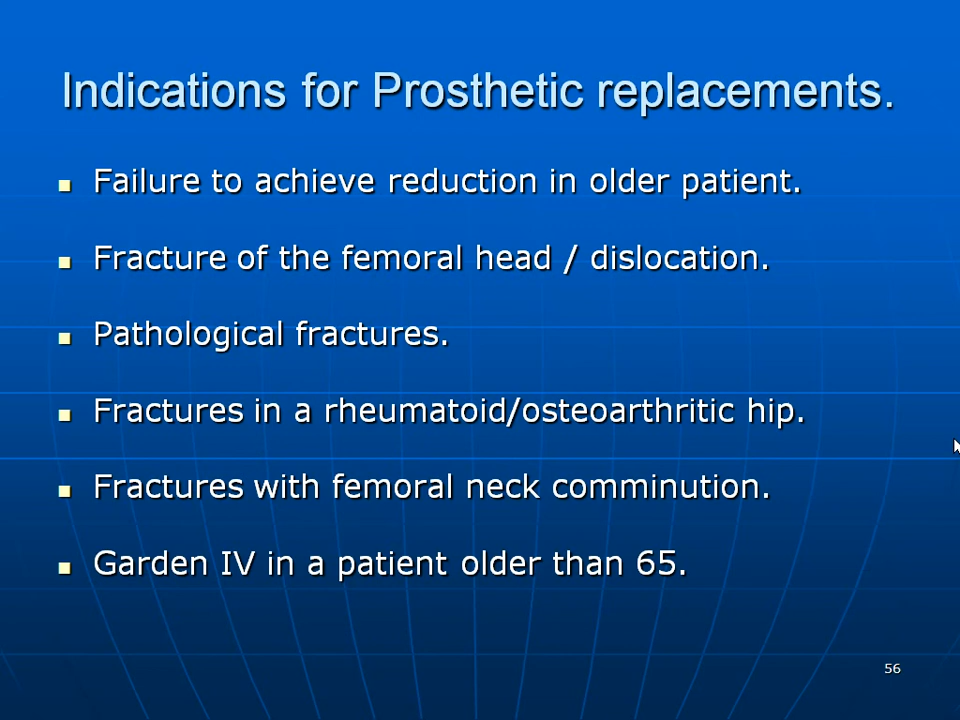 Indications for Prosthetic replacements.
Failure to achieve reduction in older patient.
Fracture of the femoral head / dislocation.
Pathological fractures.
Fractures in a rheumatoid/osteoarthritic hip.
Fractures with femoral neck comminution.
Garden IV in a patient older than 65.
56